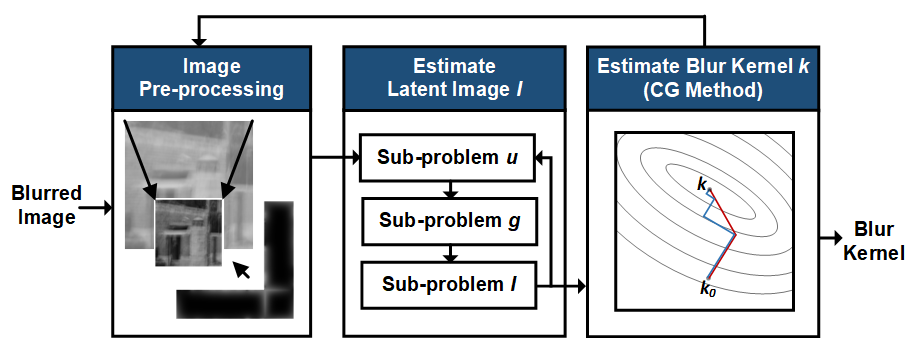 Image
Pre-processing
Estimate
Latent Image I
Estimate Blur Kernel k
(CG Method)
Blurred
Image
Sub-problem u
Sub-problem g
Sub-problem I
k
k0
Blur
Kernel